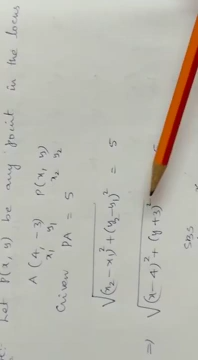 Let P(x, y) be any point in the locus
A(4, -3) P(x, y)
x₁ y₁ x₂ y₂
Given PA = 5
√(x₂-x₁)²+(y₂-y₁)² = 5
⇒ √(x-4)²+(y+3)²
SBS